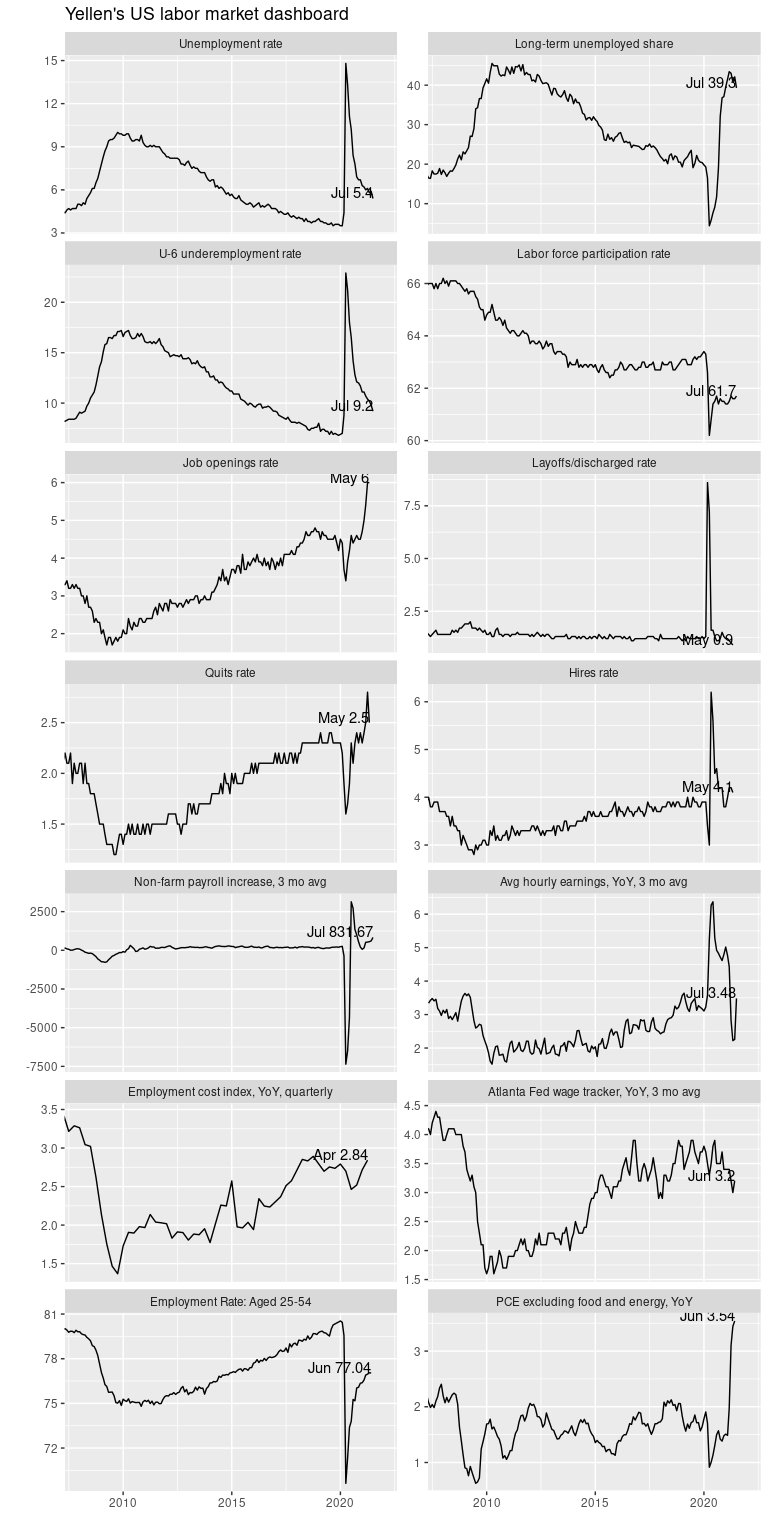 Yellen's US labor market dashboard
Unemployment rate
Long-term unemployed share
15
12
9
6
3
Jul 5.4
40
30
20
10
Jul 39.3
U-6 underemployment rate
Labor force participation rate
20
15
10
Jul 9.2
66
64
62
60
Jul 61.7
Job openings rate
Layoffs/discharged rate
6
5
4
3
2
May 6
7.5
5.0
2.5
May 0.9
Quits rate
Hires rate
2.5
2.0
1.5
May 2.5
6
5
4
3
May 4.1
Non-farm payroll increase, 3 mo avg
Avg hourly earnings, YoY, 3 mo avg
2500
0
-2500
-5000
-7500
Jul 831.67
6
5
4
3
2
Jul 3.48
Employment cost index, YoY, quarterly
Atlanta Fed wage tracker, YoY, 3 mo avg
3.5
3.0
2.5
2.0
1.5
Apr 2.84
4.5
4.0
3.5
3.0
2.5
2.0
1.5
Jun 3.2
Employment Rate: Aged 25-54
PCE excluding food and energy, YoY
81
78
75
72
Jun 77.04
3
2
1
Jun 3.54
2010
2015
2020
2010
2015
2020